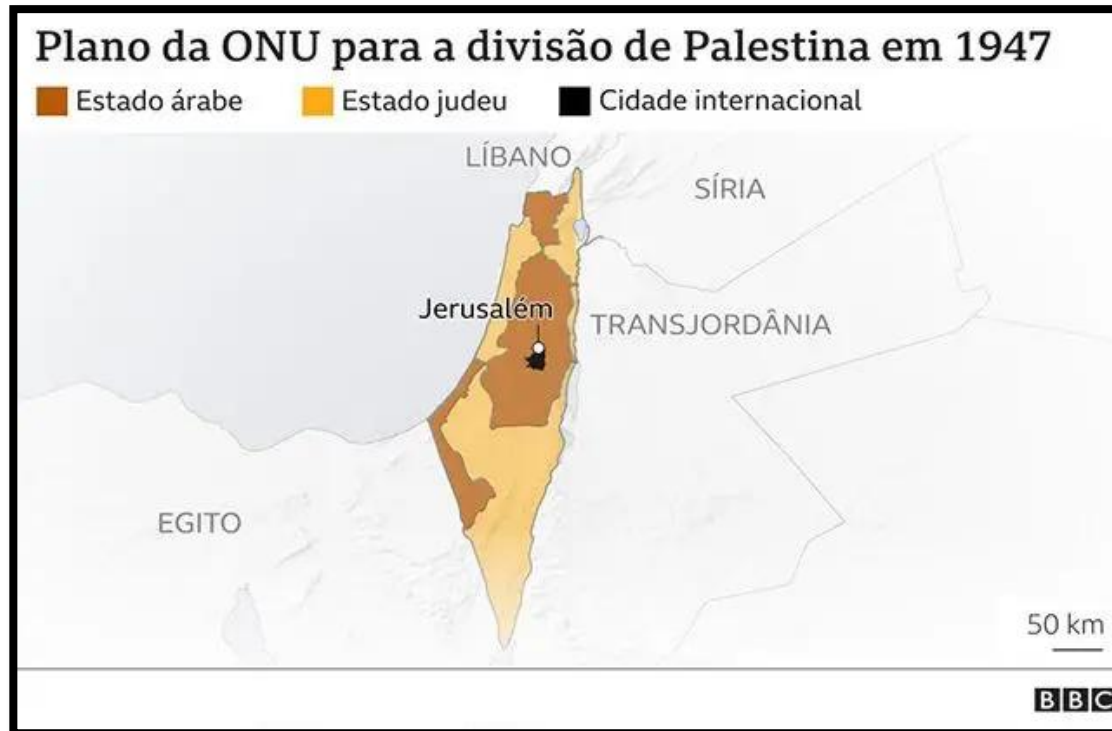 Plano da ONU para a divisão de Palestina em 1947
Estado árabe Estado judeu Cidade internacional
LÍBANO
SÍRIA
Jerusalém
TRANSJORDÂNIA
EGITO
50 km
BBC